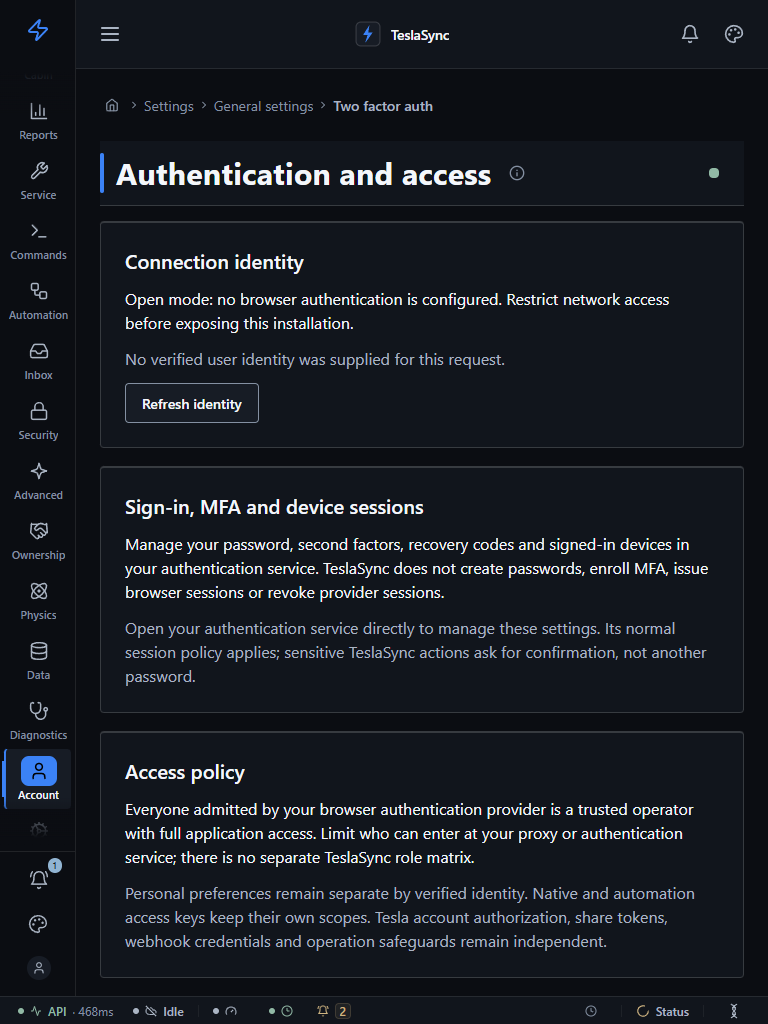 TeslaSync
Settings > General settings > Two factor auth
Reports
Service
Commands
Automation
Inbox
Security
Advanced
Ownership
Physics
Data
Diagnostics
Account
1
Authentication and access
Connection identity
Open mode: no browser authentication is configured. Restrict network access
before exposing this installation.
No verified user identity was supplied for this request.
Refresh identity
Sign-in, MFA and device sessions
Manage your password, second factors, recovery codes and signed-in devices in
your authentication service. TeslaSync does not create passwords, enroll MFA, issue
browser sessions or revoke provider sessions.
Open your authentication service directly to manage these settings. Its normal
session policy applies; sensitive TeslaSync actions ask for confirmation, not another
password.
Access policy
Everyone admitted by your browser authentication provider is a trusted operator
with full application access. Limit who can enter at your proxy or authentication
service; there is no separate TeslaSync role matrix.
Personal preferences remain separate by verified identity. Native and automation
access keys keep their own scopes. Tesla account authorization, share tokens,
webhook credentials and operation safeguards remain independent.
API · 468ms Idle 2 Status